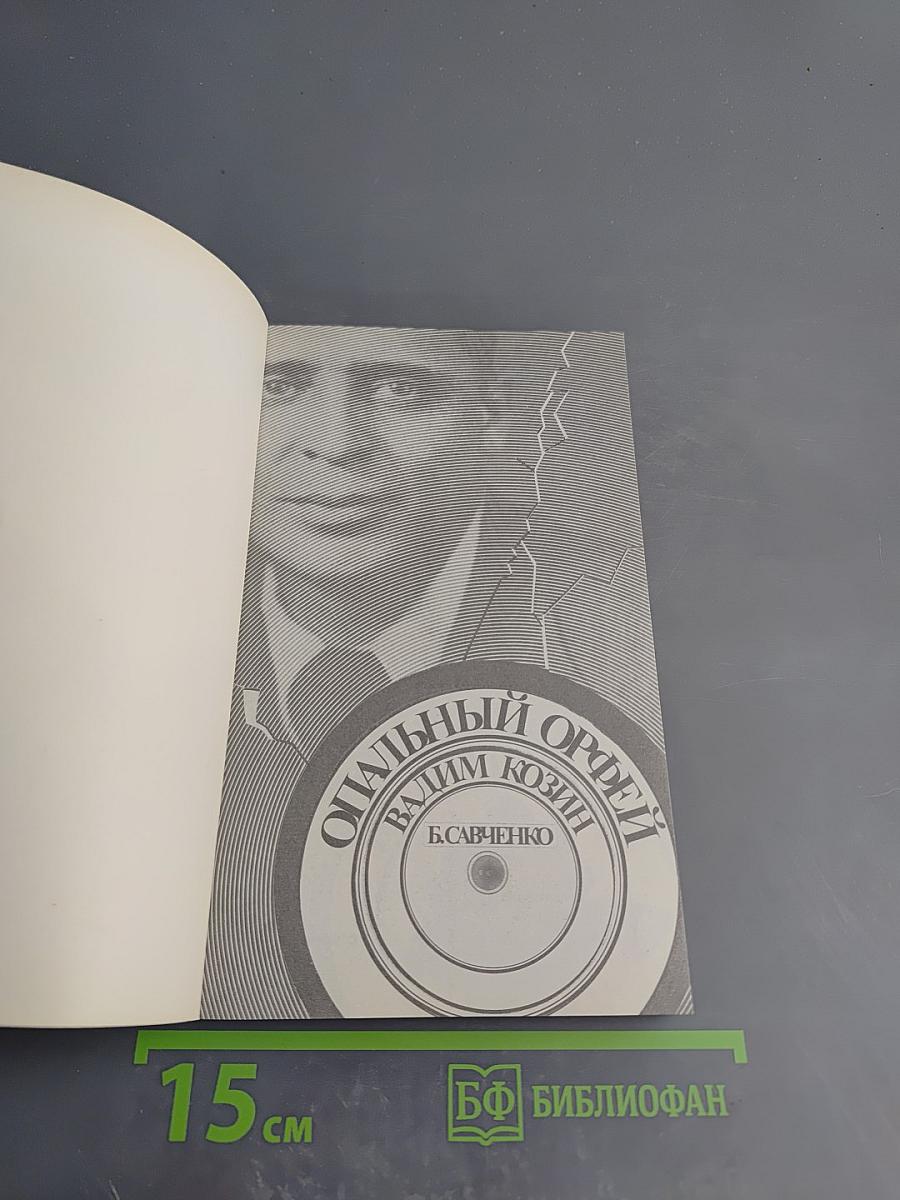 ОПАЛЬНЫЙ ОРФЕЙ
ВАДИМ КОЗИН
Б. САВЧЕНКО
15 см
БФ БИБЛИОФАН